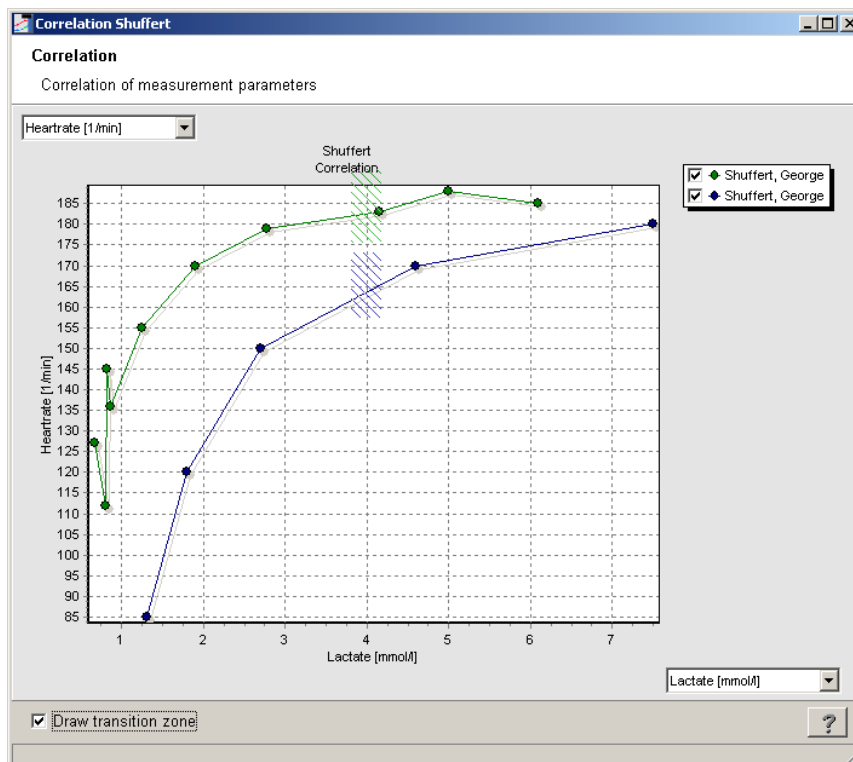 Correlation Shuffert
Correlation
Correlation of measurement parameters
Heartrate [1/min]
Shuffert
Correlation
Shuffert, George
Shuffert, George
185
180
175
170
165
160
155
150
145
140
135
130
125
120
115
110
105
100
95
90
85
Heartrate [1/min]
1 2 3 4 5 6 7
Lactate [mmol/l]
Lactate [mmol/l]
Draw transition zone
?